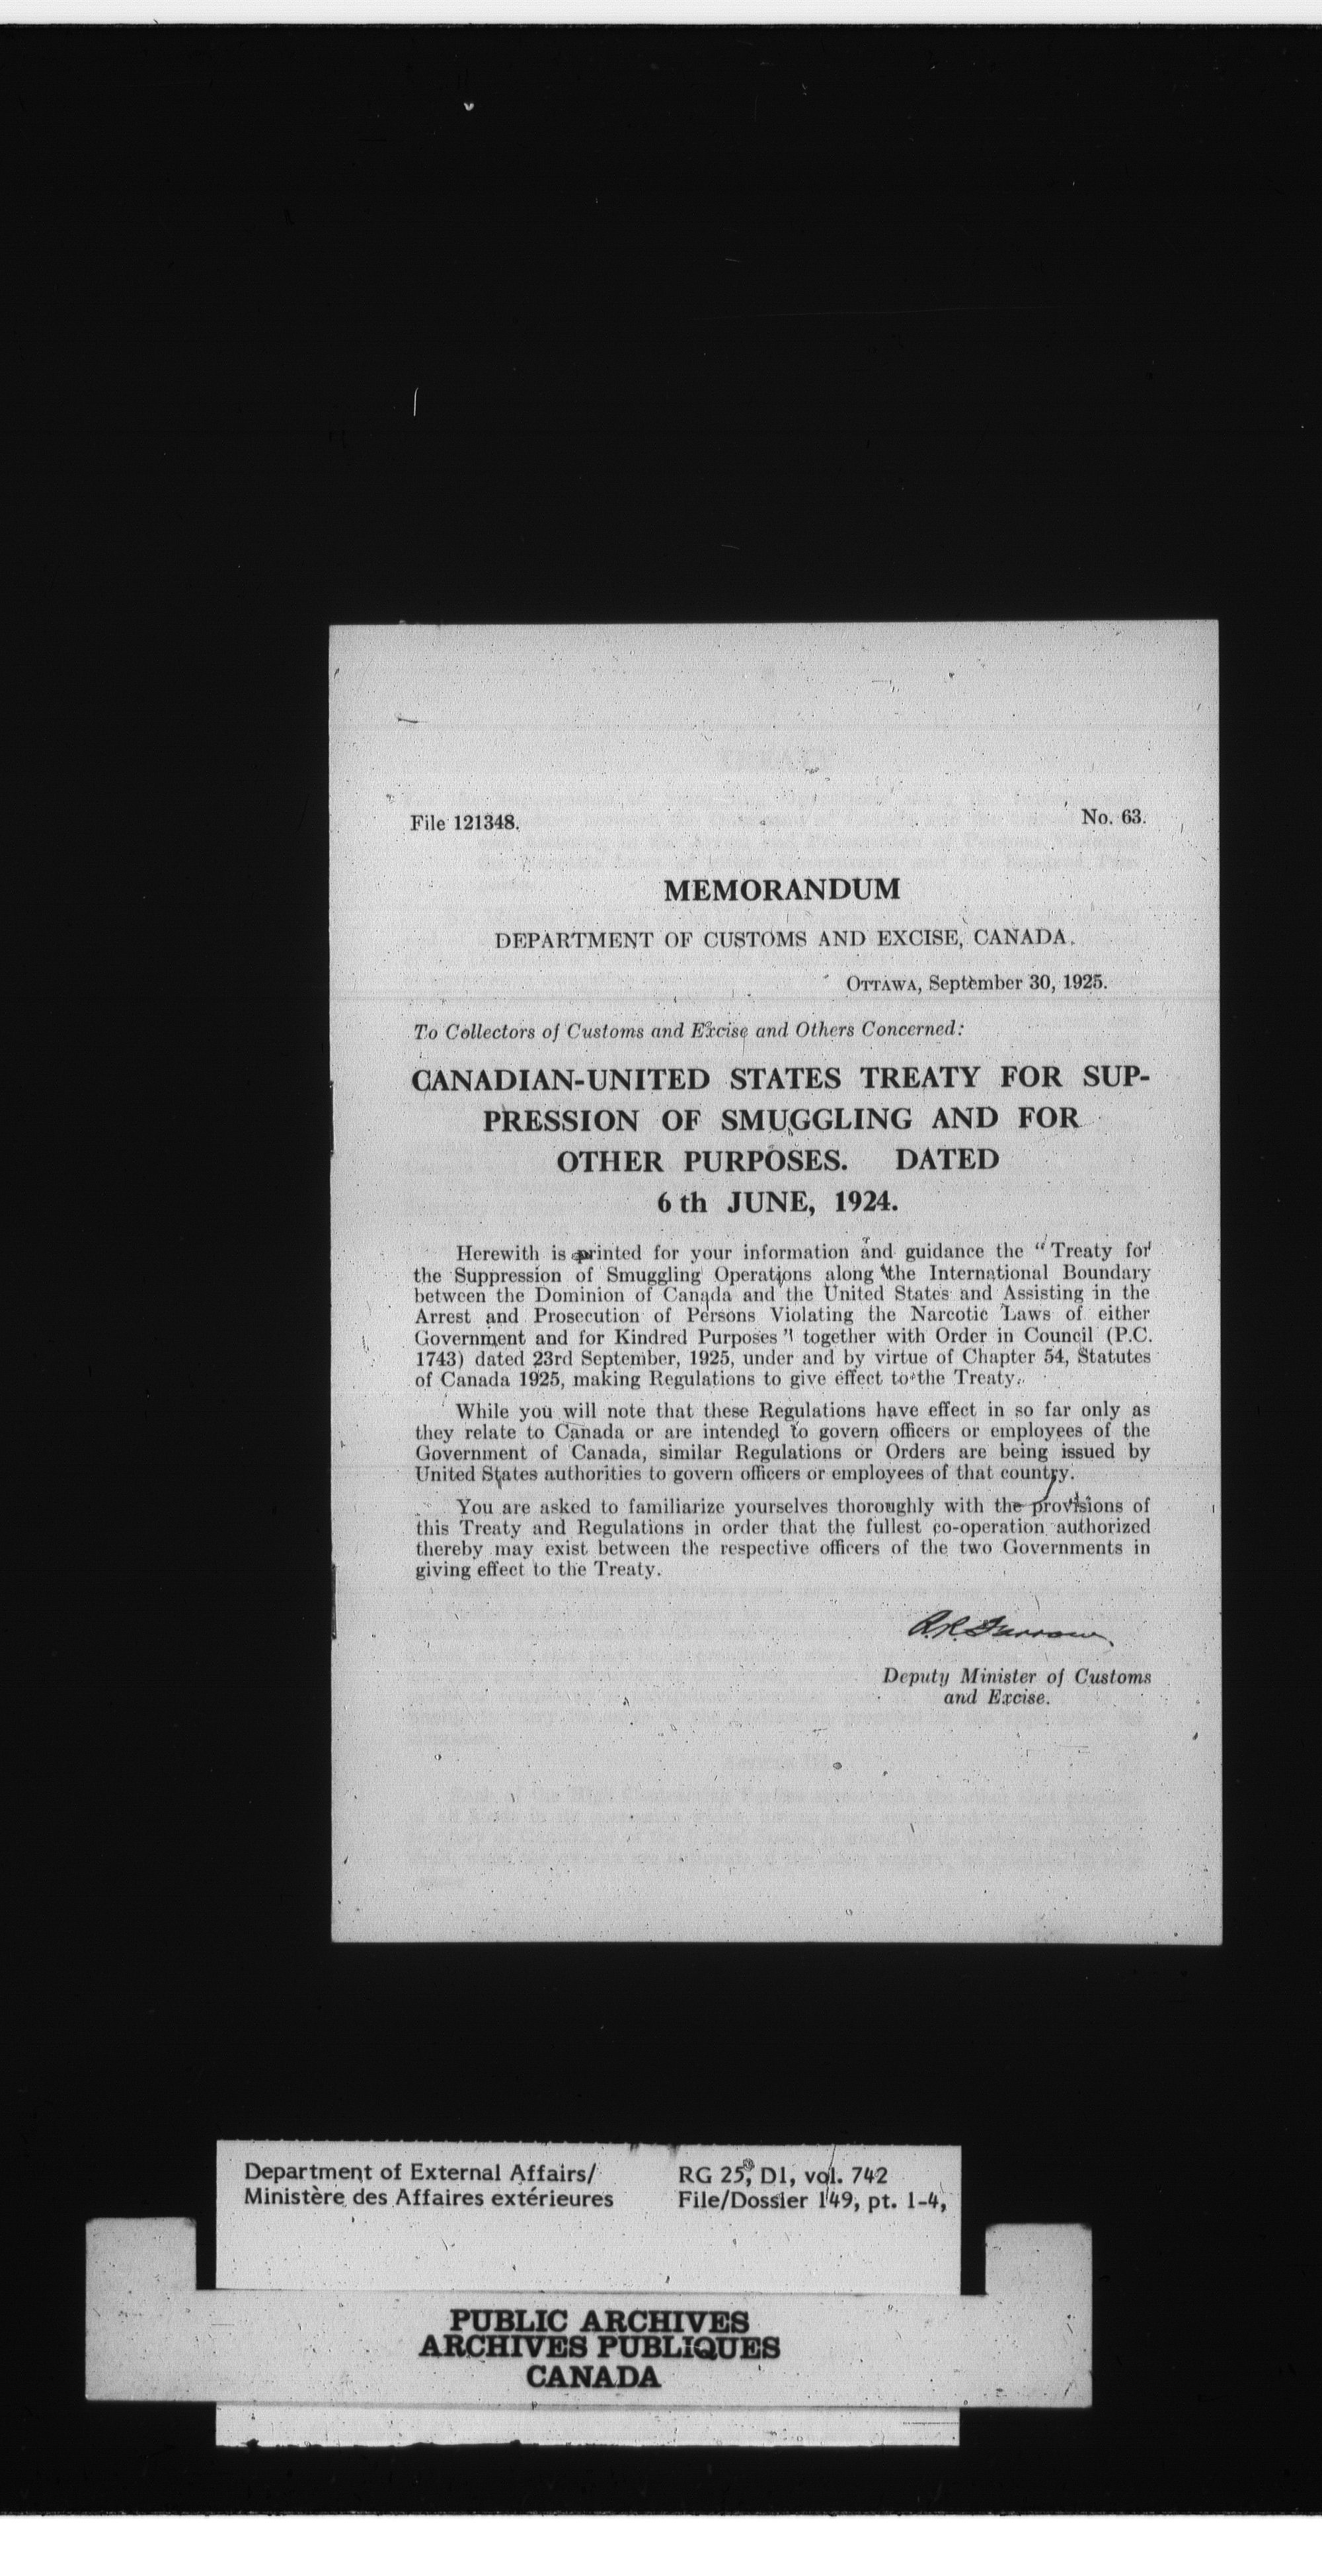 File 121348.
No. 63.
MEMORANDUM
DEPARTMENT OF CUSTOMS AND EXCISE, CANADA.
OTTAWA, September 30, 1925.
To Collectors of Customs and Excise and Others Concerned:
CANADIAN-UNITED STATES TREATY FOR SUP-
PRESSION OF SMUGGLING AND FOR
OTHER PURPOSES. DATED
6th JUNE, 1924.
Herewith is printed for your information and guidance the "Treaty for
the Suppression of Smuggling Operations along the International Boundary
between the Dominion of Canada and the United States and Assisting in the
Arrest and Prosecution of Persons Violating the Narcotic Laws of either
Government and for Kindred Purposes" together with Order in Council (P.C.
1743) dated 23rd September, 1925, under and by virtue of Chapter 54, Statutes
of Canada 1925, making Regulations to give effect to the Treaty.
While you will note that these Regulations have effect in so far only as
they relate to Canada or are intended to govern officers or employees of the
Government of Canada, similar Regulations or Orders are being issued by
United States authorities to govern officers or employees of that country.
You are asked to familiarize yourselves thoroughly with the provisions of
this Treaty and Regulations in order that the fullest co-operation authorized
thereby may exist between the respective officers of the two Governments in
giving effect to the Treaty.
R.R. Farrow
Deputy Minister of Customs
and Excise.
Department of External Affairs/
Ministère des Affaires extérieures
RG 25, D1, vol. 742
File/Dossier 149, pt. 1-4,
PUBLIC ARCHIVES
ARCHIVES PUBLIQUES
CANADA